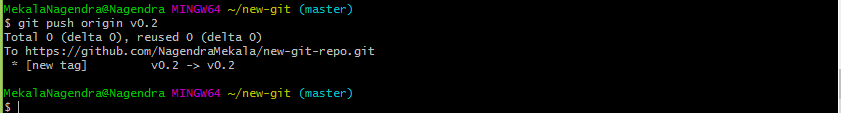 MekalaNagendra@Nagendra MINGW64 ~/new-git (master)
$ git push origin v0.2
Total 0 (delta 0), reused 0 (delta 0)
To https://github.com/NagendraMekala/new-git-repo.git
 * [new tag]         v0.2 -> v0.2

MekalaNagendra@Nagendra MINGW64 ~/new-git (master)
$